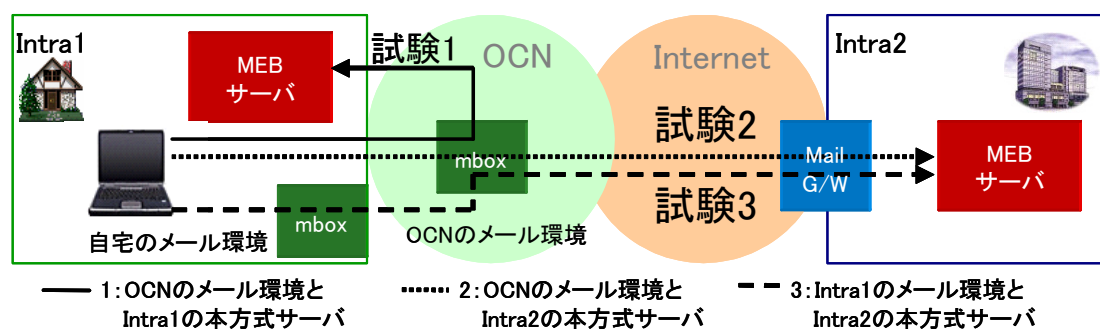 Intra1
MEB
サーバ
試験1
OCN
Internet
Intra2
試験2
mbox
Mail
G/W
MEB
サーバ
試験3
mbox
自宅のメール環境
OCNのメール環境
1:OCNのメール環境と
Intra1の本方式サーバ
2:OCNのメール環境と
Intra2の本方式サーバ
3:Intra1のメール環境と
Intra2の本方式サーバ